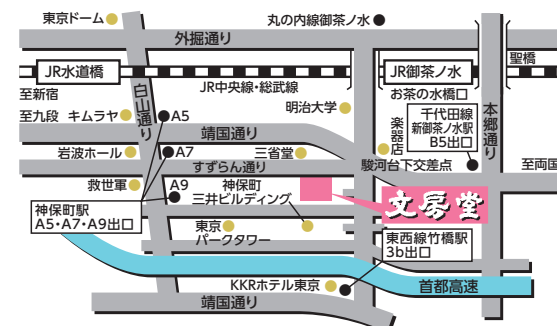 東京ドーム
丸の内線御茶ノ水
外掘通り
聖橋
JR水道橋
JR御茶ノ水
至新宿
白山通り
JR中央線・総武線
お茶の水橋口
至九段 キムラヤ
A5
明治大学
楽器店
千代田線
新御茶ノ水駅
B5出口
本郷通り
靖国通り
岩波ホール
A7
三省堂
すずらん通り
駿河台下交差点
至両国
救世軍
A9
神保町
三井ビルディング
文房堂
神保町駅
A5・A7・A9出口
東京
パークタワー
東西線竹橋駅
3b出口
KKRホテル東京
首都高速
靖国通り